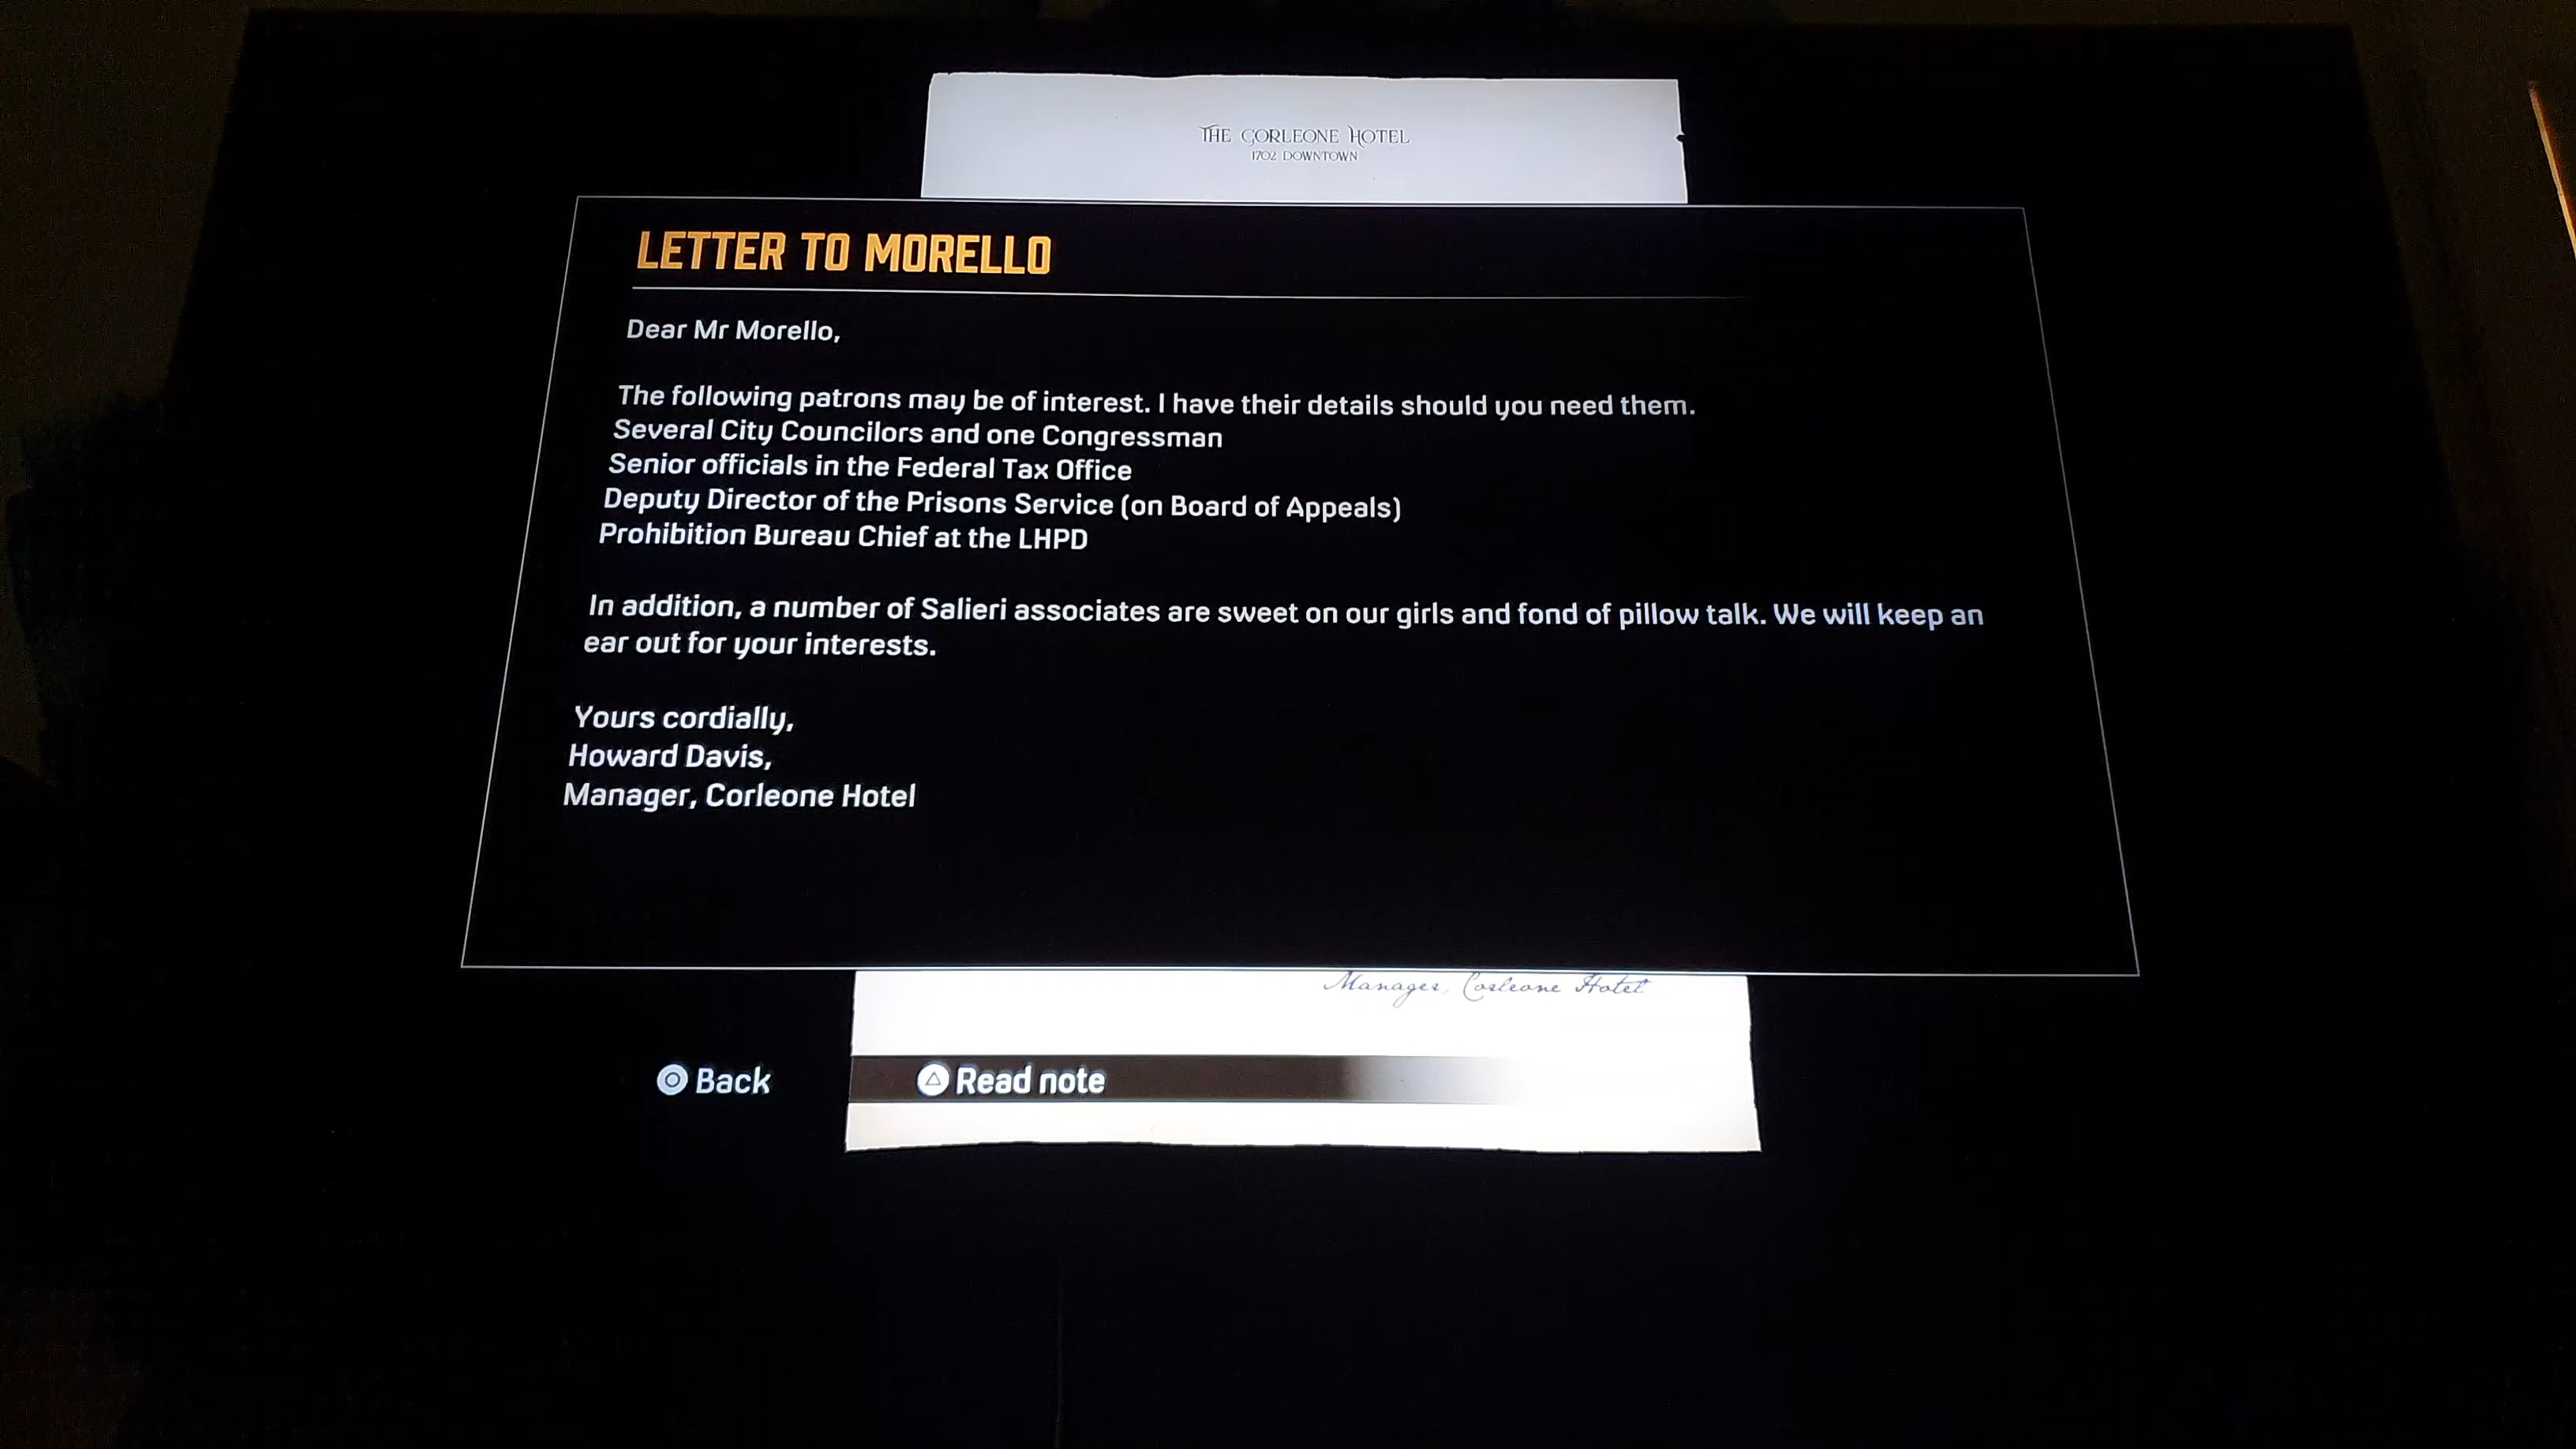 THE CORLEONE HOTEL
1702 DOWNTOWN
LETTER TO MORELLO
Dear Mr Morello,
The following patrons may be of interest. I have their details should you need them.
Several City Councilors and one Congressman
Senior officials in the Federal Tax Office
Deputy Director of the Prisons Service (on Board of Appeals)
Prohibition Bureau Chief at the LHPD
In addition, a number of Salieri associates are sweet on our girls and fond of pillow talk. We will keep an
ear out for your interests.
Yours cordially,
Howard Davis,
Manager, Corleone Hotel
Manager, Corleone Hotel
Back
Read note